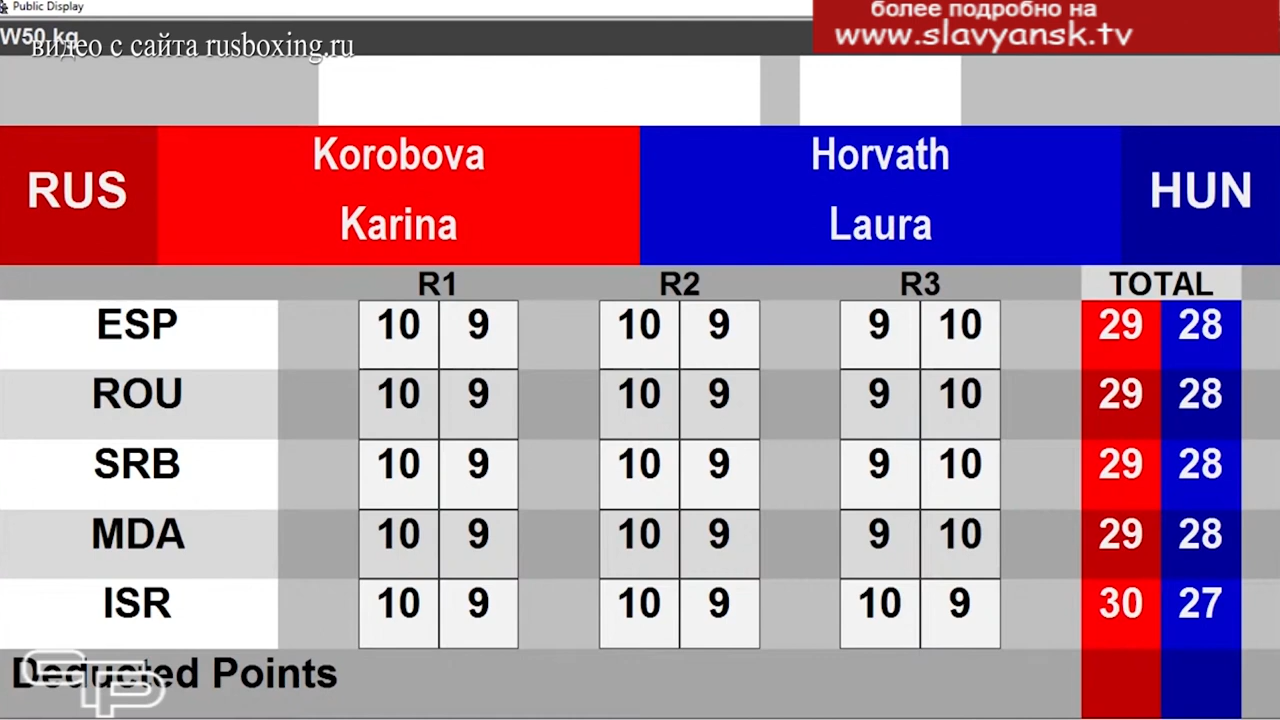 Public Display
более подробно на
W50 kg
видео с сайта rusboxing.ru
www.slavyansk.tv
RUS Korobova Karina Horvath Laura HUN
R1 R2 R3 TOTAL
ESP 10 9 10 9 9 10 29 28
ROU 10 9 10 9 9 10 29 28
SRB 10 9 10 9 9 10 29 28
MDA 10 9 10 9 9 10 29 28
ISR 10 9 10 9 10 9 30 27
Deducted Points